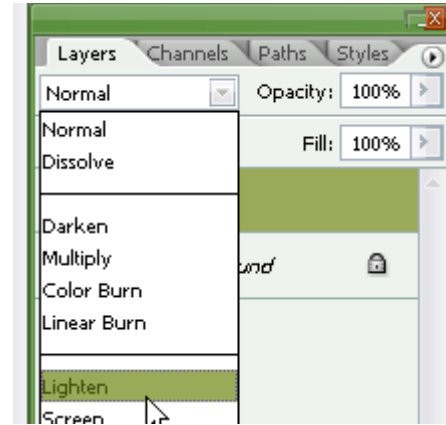 Layers Channels Paths Styles
Normal Opacity: 100%
Normal Fill: 100%
Dissolve
Darken
Multiply
Color Burn
Linear Burn
Lighten
Screen